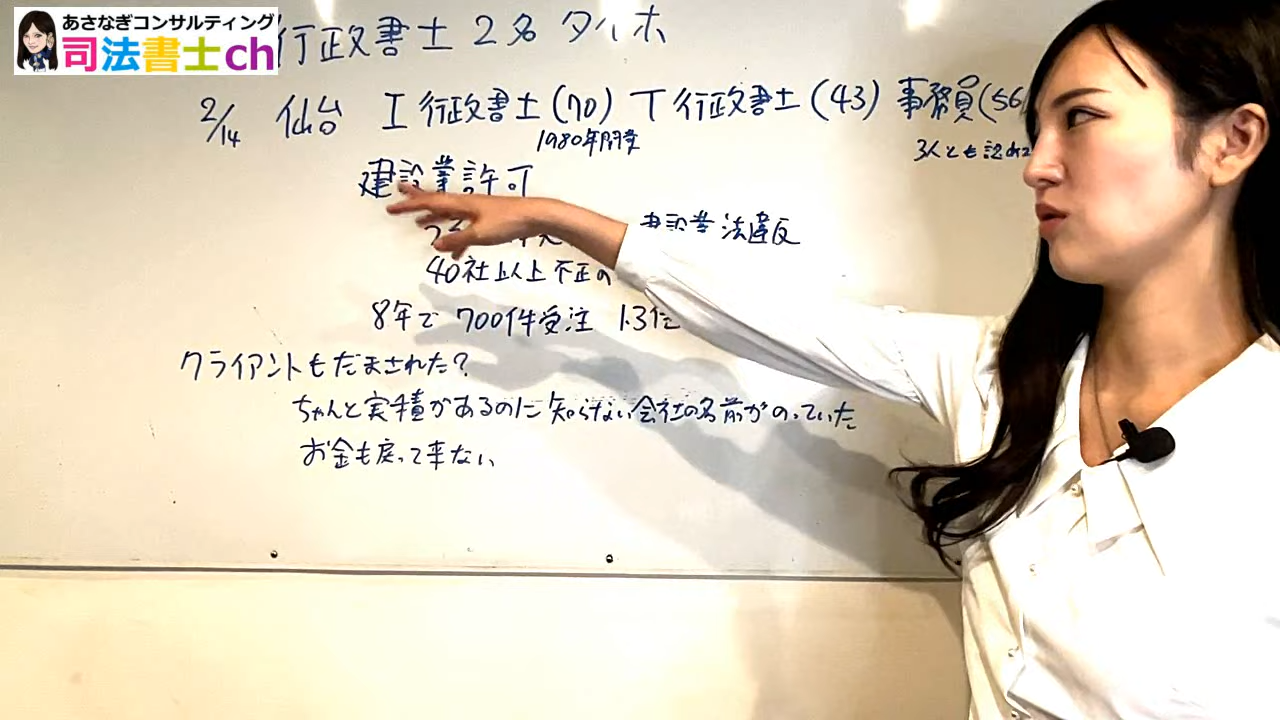 あさなぎコンサルティング
司法書士ch
行政書士 2名 タイホ
2/14 仙台 I 行政書士(70) T 行政書士(43) 事務員(56
1980年開業
3人とも認め
建設業許可
建設業法違反
40社以上 不正の
8年で 700件受注 1.3億
クライアントもだまされた?
ちゃんと実積があるのに知らない会社の名前がのっていた
お金も戻って来ない